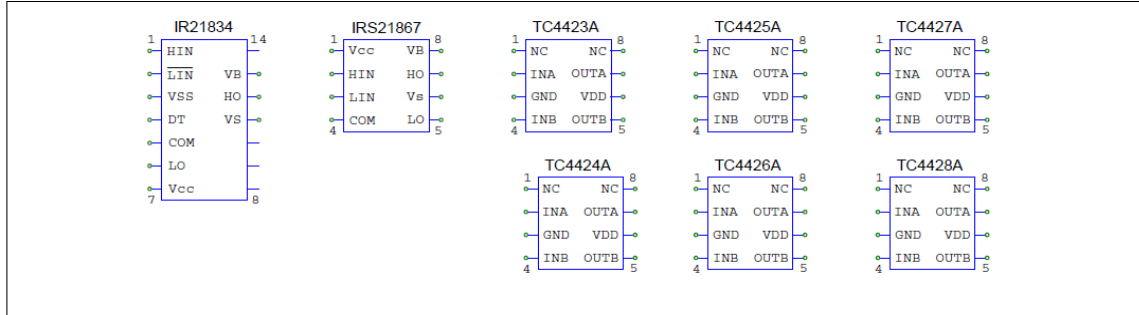 IR21834 IRS21867 TC4423A TC4425A TC4427A
1 14 1 8 1 8 1 8 1 8
HIN Vcc VB NC NC NC NC NC NC
LIN VB HIN HO INA OUTA INA OUTA INA OUTA
VSS HO LIN Vs GND VDD GND VDD GND VDD
DT VS COM LO INB OUTB INB OUTB INB OUTB
4 5 4 5 4 5 4 5
COM
LO
Vcc
7 8
TC4424A TC4426A TC4428A
1 8 1 8 1 8
NC NC NC NC NC NC
INA OUTA INA OUTA INA OUTA
GND VDD GND VDD GND VDD
INB OUTB INB OUTB INB OUTB
4 5 4 5 4 5